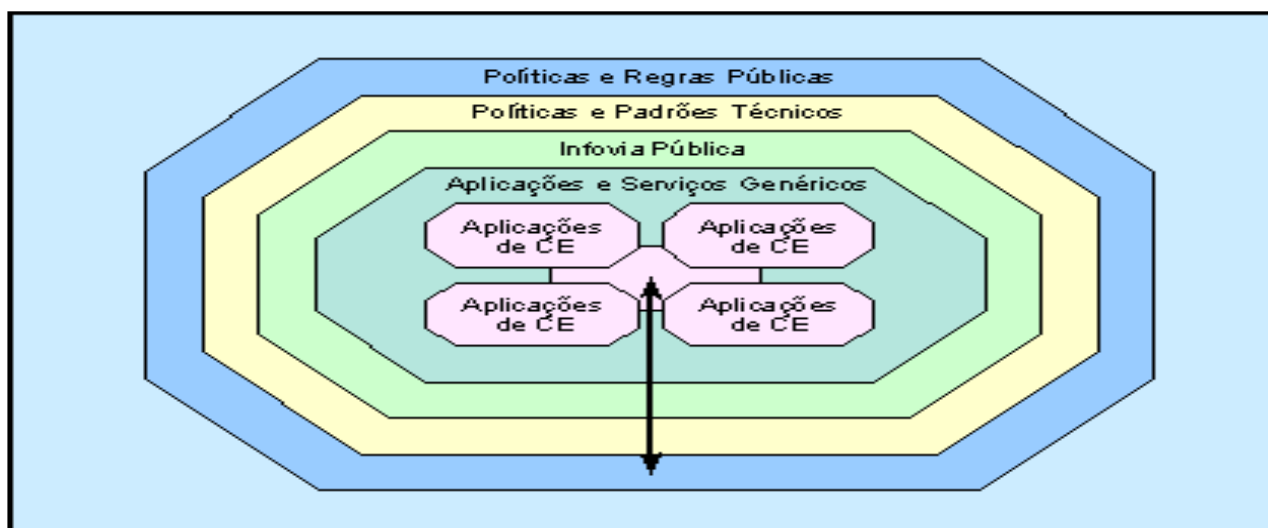 Políticas e Regras Públicas
Políticas e Padrões Técnicos
Infovia Pública
Aplicações e Serviços Genéricos
Aplicações
de CE
Aplicações
de CE
Aplicações
de CE
Aplicações
de CE